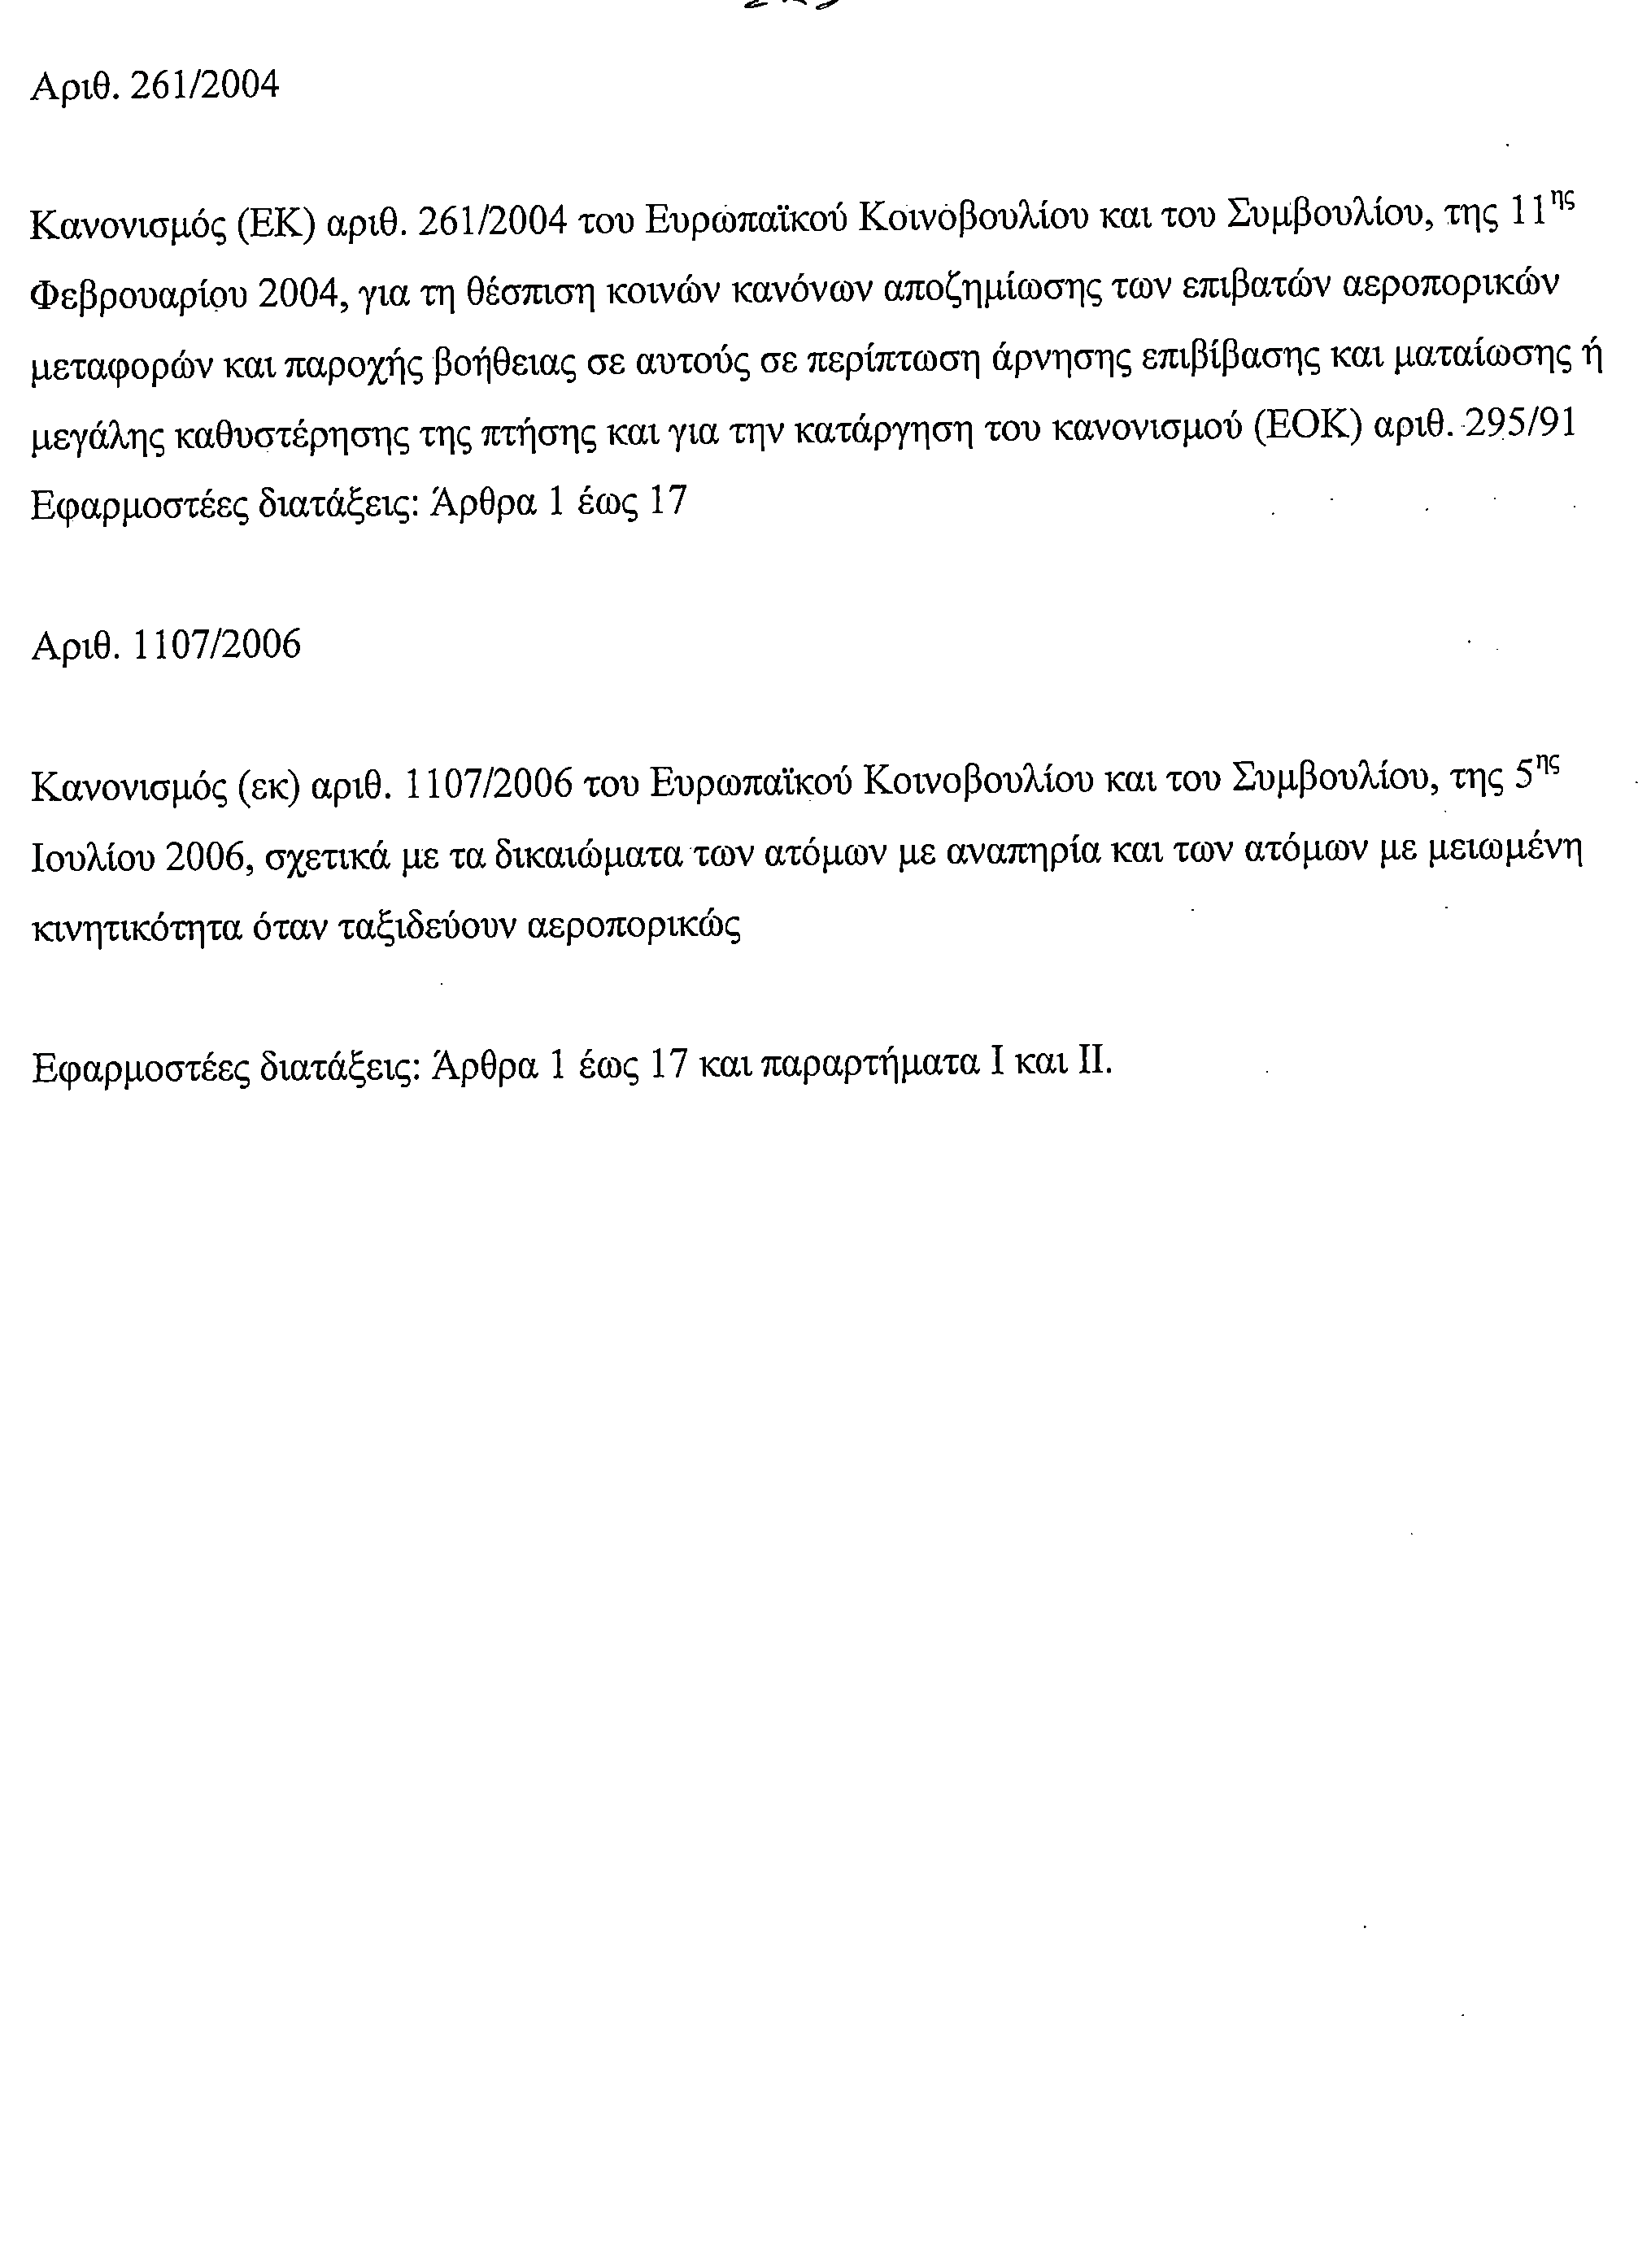 Αριθ. 261/2004
Κανονισμός (ΕΚ) αριθ. 261/2004 του Ευρωπαϊκού Κοινοβουλίου και του Συμβουλίου, της 11ης
Φεβρουαρίου 2004, για τη θέσπιση κοινών κανόνων αποζημίωσης των επιβατών αεροπορικών
μεταφορών και παροχής βοήθειας σε αυτούς σε περίπτωση άρνησης επιβίβασης και ματαίωσης ή
μεγάλης καθυστέρησης της πτήσης και για την κατάργηση του κανονισμού (ΕΟΚ) αριθ. 295/91
Εφαρμοστέες διατάξεις: Άρθρα 1 έως 17
Αριθ. 1107/2006
Κανονισμός (εκ) αριθ. 1107/2006 του Ευρωπαϊκού Κοινοβουλίου και του Συμβουλίου, της 5ης
Ιουλίου 2006, σχετικά με τα δικαιώματα των ατόμων με αναπηρία και των ατόμων με μειωμένη
κινητικότητα όταν ταξιδεύουν αεροπορικώς
Εφαρμοστέες διατάξεις: Άρθρα 1 έως 17 και παραρτήματα Ι και ΙΙ.